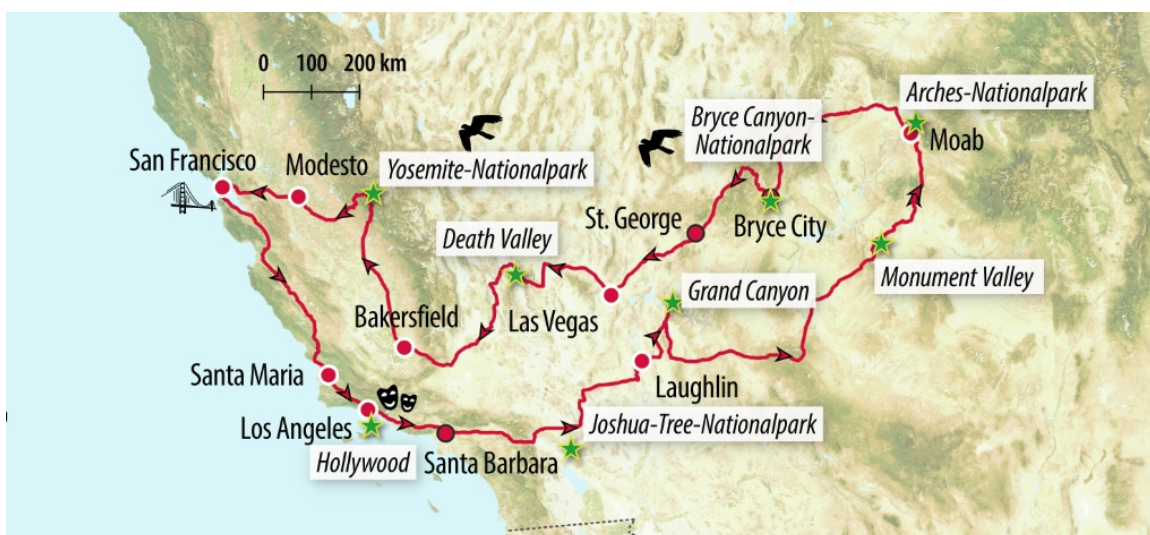 0 100 200 km
Arches-Nationalpark
Bryce Canyon-
Nationalpark
Moab
San Francisco
Modesto
Yosemite-Nationalpark
St. George
Bryce City
Death Valley
Monument Valley
Grand Canyon
Bakersfield
Las Vegas
Santa Maria
Laughlin
Los Angeles
Joshua-Tree-Nationalpark
Hollywood
Santa Barbara